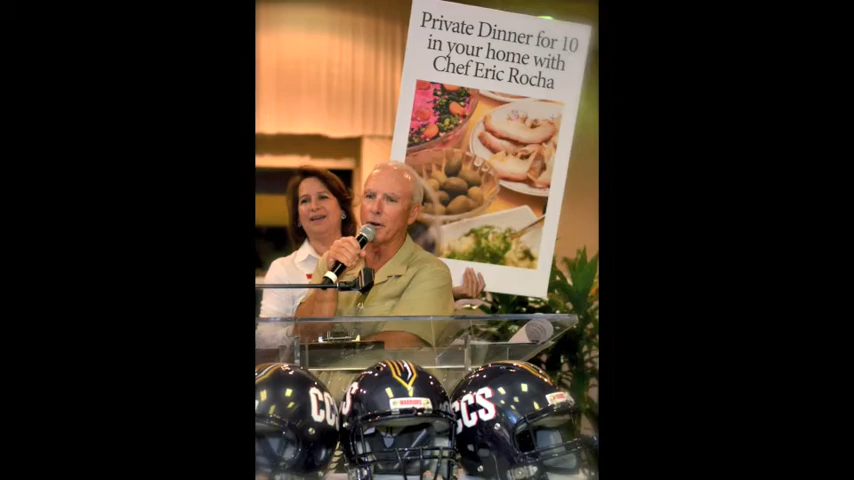 Private Dinner for 10
in your home with
Chef Eric Rocha
CCS
WARRIORS
CCS